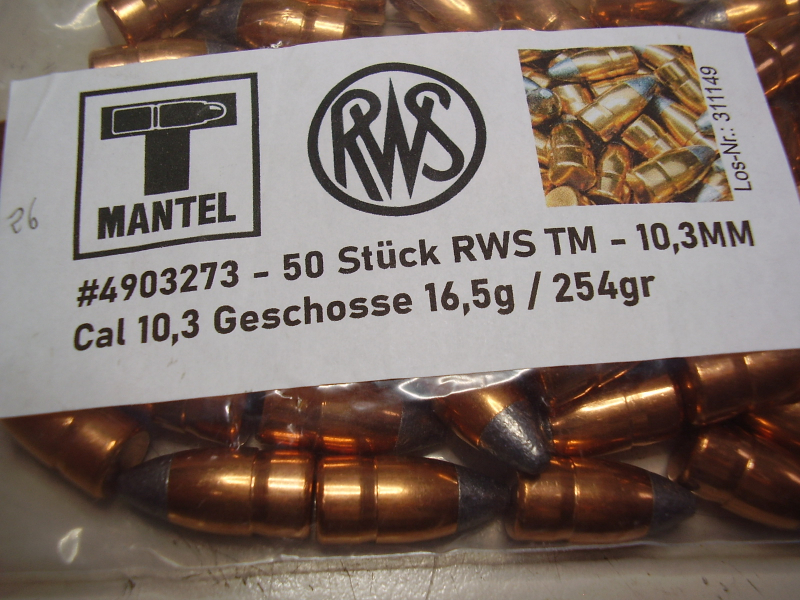 T
MANTEL
RWS
Los-Nr.: 311149
26
#4903273 - 50 Stück RWS TM - 10,3MM
Cal 10,3 Geschosse 16,5g / 254gr